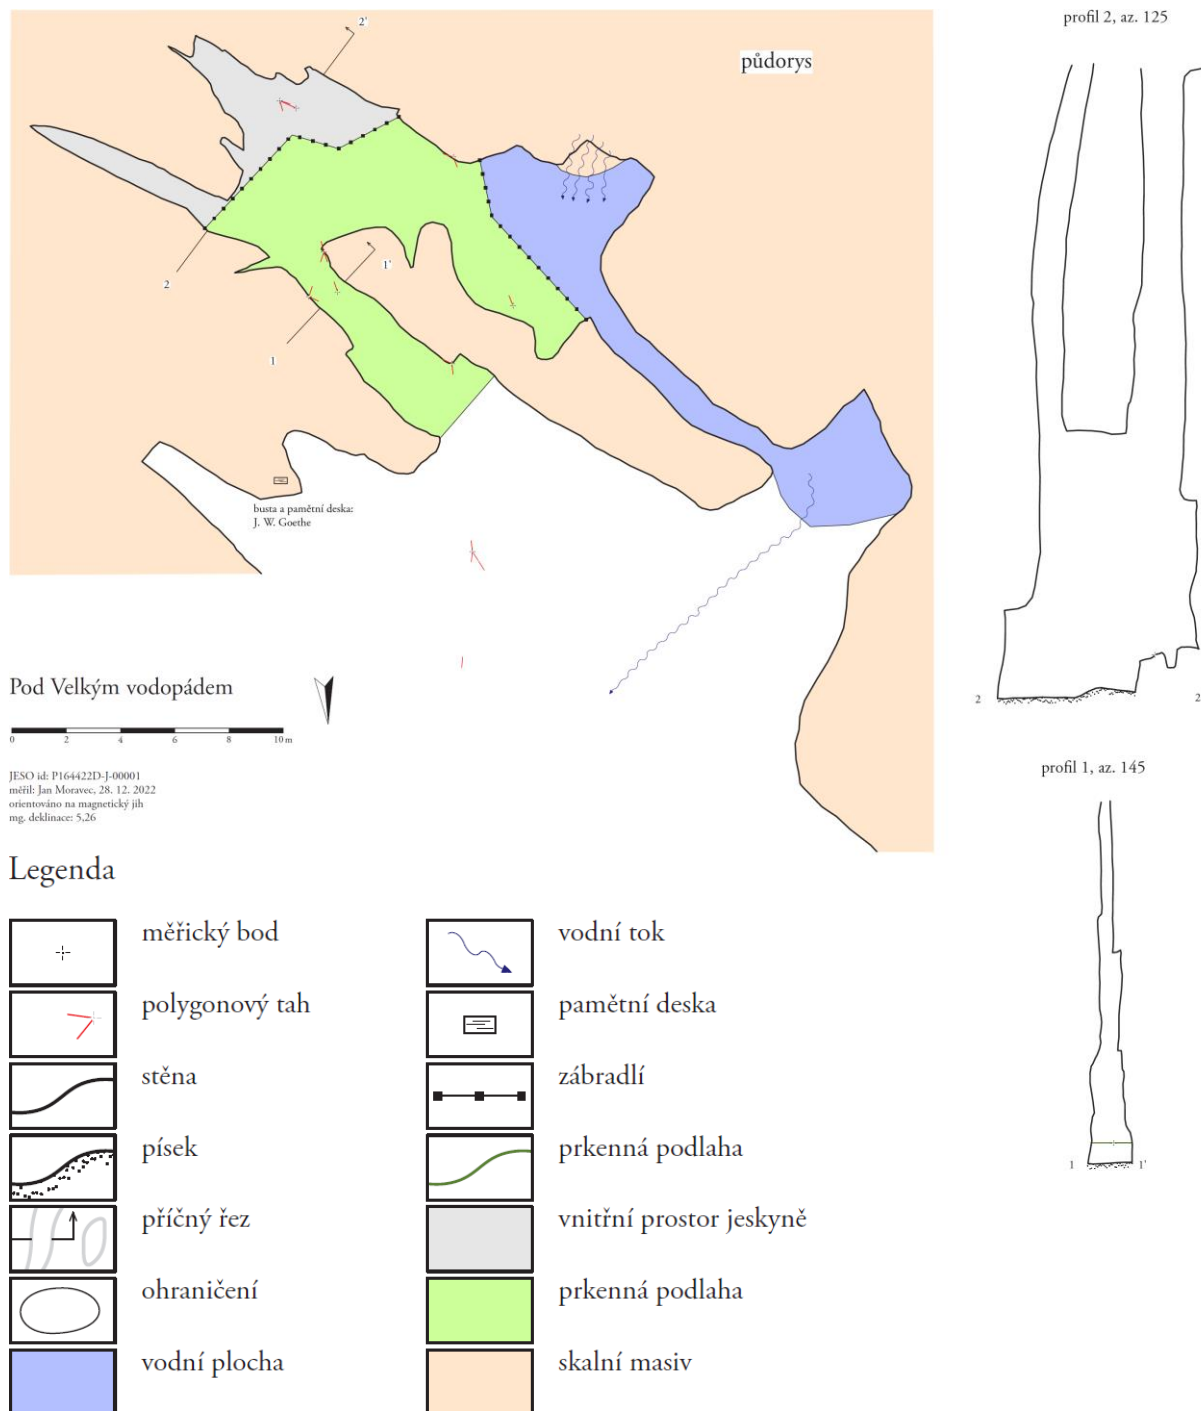 profil 2, az. 125
2'
půdorys
1'
2
1
busta a pamětní deska:
J. W. Goethe
Pod Velkým vodopádem
0 2 4 6 8 10 m
2 2
JESO id: P164422D-J-00001
měřil: Jan Moravec, 28. 12. 2022
orientováno na magnetický jih
mg. deklinace: 5,26
profil 1, az. 145
1 1'
Legenda
měřický bod
polygonový tah
stěna
písek
příčný řez
ohraničení
vodní plocha
vodní tok
pamětní deska
zábradlí
prkenná podlaha
vnitřní prostor jeskyně
prkenná podlaha
skalní masiv